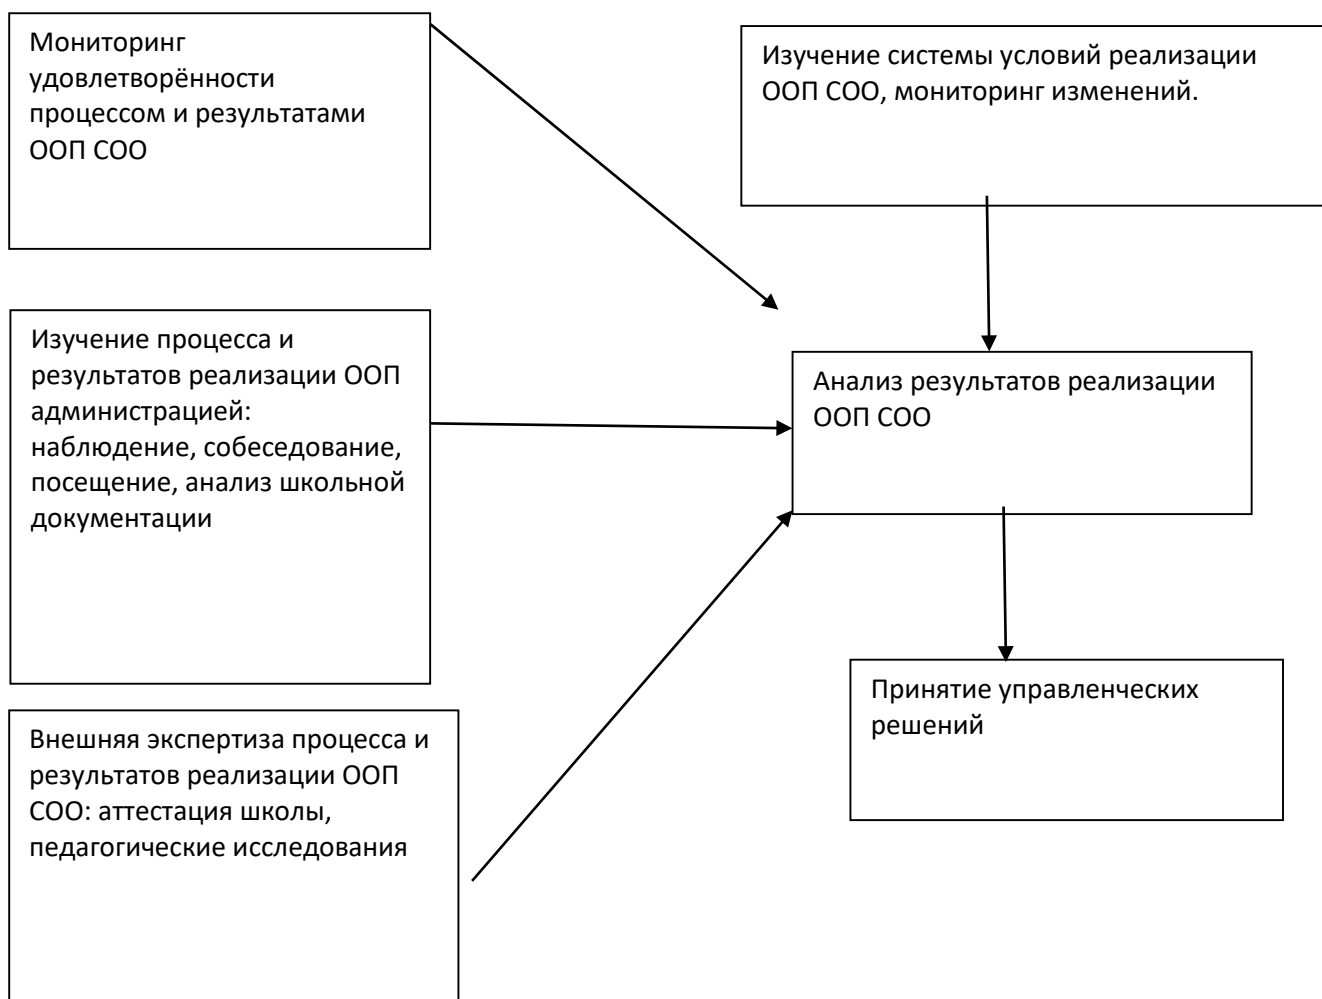 Мониторинг
удовлетворённости
процессом и результатами
ООП СОО
Изучение системы условий реализации
ООП СОО, мониторинг изменений.
Изучение процесса и
результатов реализации ООП
администрацией:
наблюдение, собеседование,
посещение, анализ школьной
документации
Анализ результатов реализации
ООП СОО
Принятие управленческих
решений
Внешняя экспертиза процесса и
результатов реализации ООП
СОО: аттестация школы,
педагогические исследования